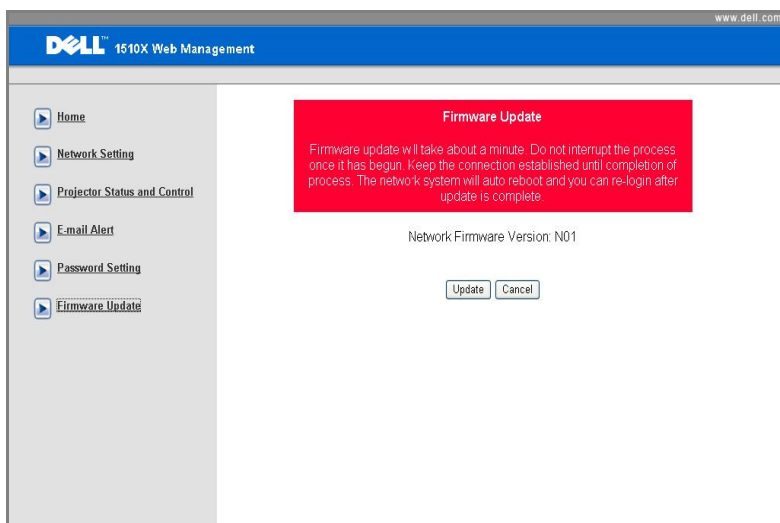 www.dell.com
DELL™ 1510X Web Management
Home
Network Setting
Projector Status and Control
E-mail Alert
Password Setting
Firmware Update
Firmware Update
Firmware update will take about a minute. Do not interrupt the process
once it has begun. Keep the connection established until completion of
process. The network system will auto reboot and you can re-login after
update is complete.
Network Firmware Version: N01
Update Cancel